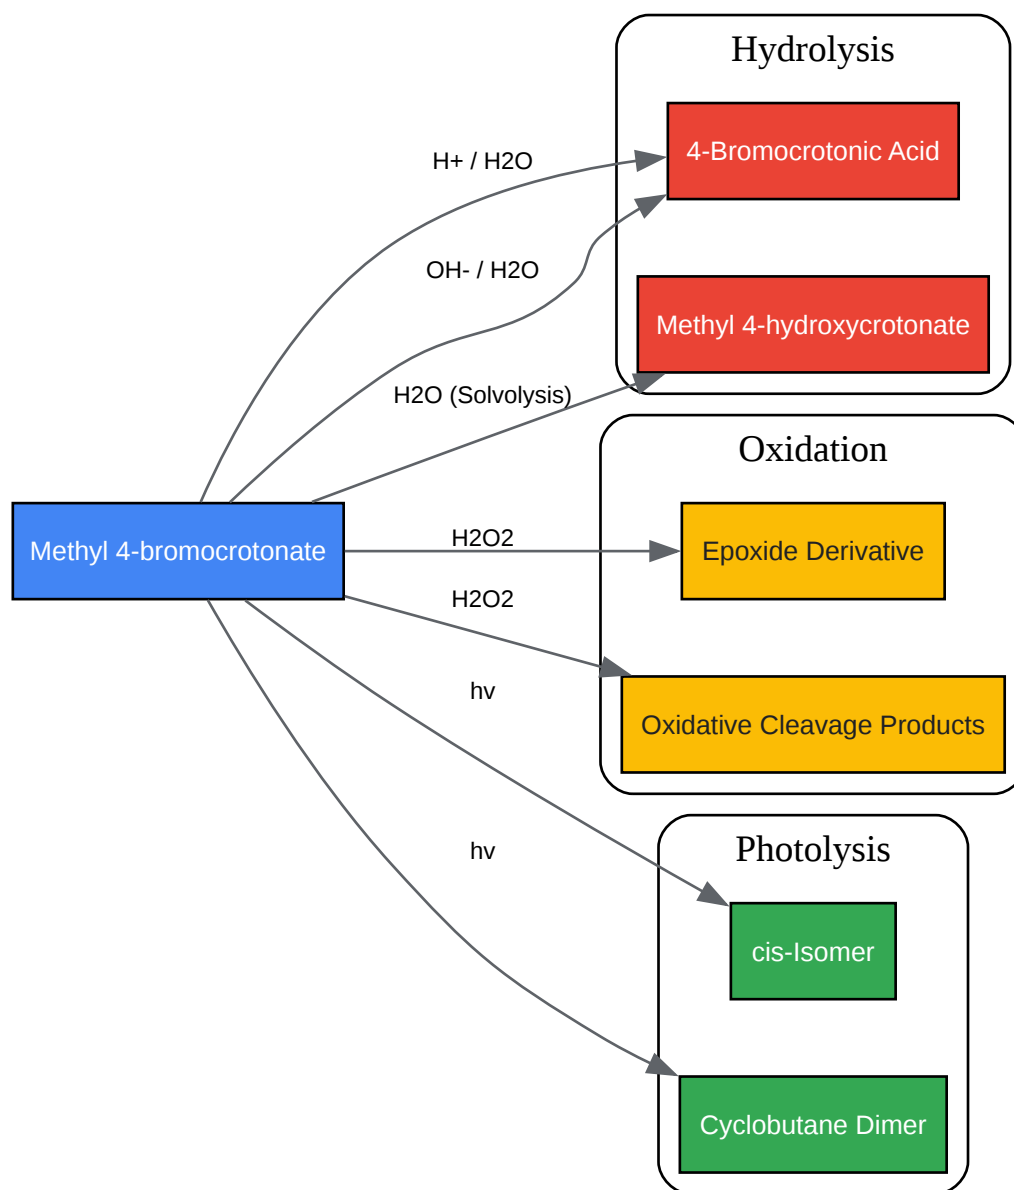 Hydrolysis
4-Bromocrotonic Acid
H+ / H2O
OH- / H2O
Methyl 4-hydroxycrotonate
H2O (Solvolysis)
Oxidation
Methyl 4-bromocrotonate
H2O2
Epoxide Derivative
H2O2
hv
Oxidative Cleavage Products
Photolysis
hv
cis-Isomer
Cyclobutane Dimer